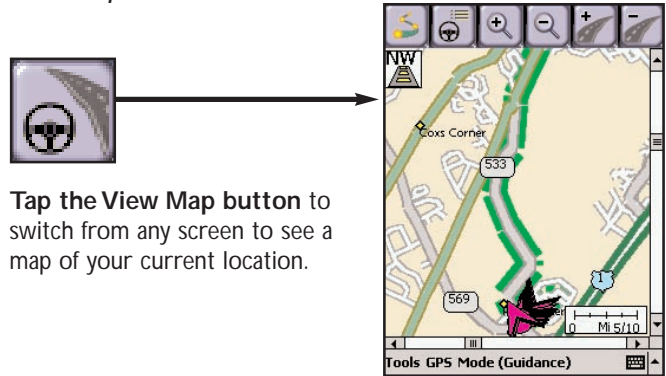 NW
Coxs Corner
533
Tap the View Map button to
switch from any screen to see a
map of your current location.
1
569
0 Mi 5/10
Tools GPS Mode (Guidance)